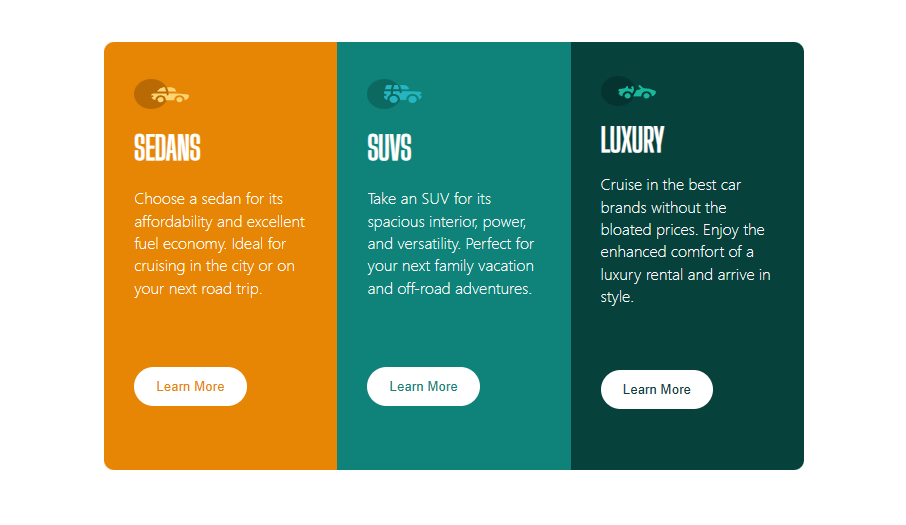 SEDANS
Choose a sedan for its
affordability and excellent
fuel economy. Ideal for
cruising in the city or on
your next road trip.
Learn More
SUVS
Take an SUV for its
spacious interior, power,
and versatility. Perfect for
your next family vacation
and off-road adventures.
Learn More
LUXURY
Cruise in the best car
brands without the
bloated prices. Enjoy the
enhanced comfort of a
luxury rental and arrive in
style.
Learn More